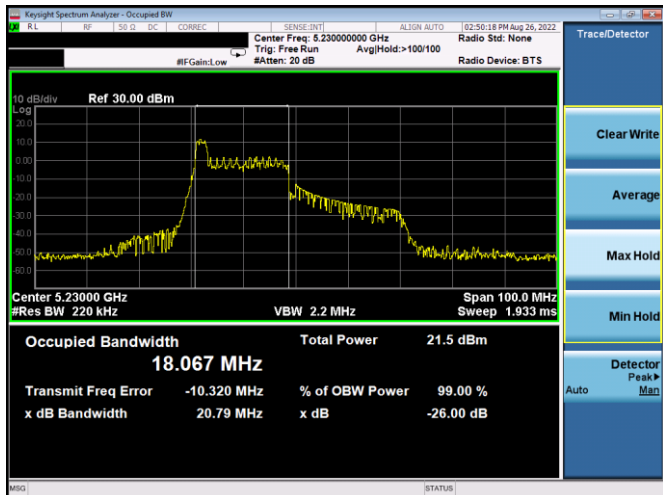 Keysight Spectrum Analyzer - Occupied BW
RL RF 50 Ω DC CORREC SENSE:INT ALIGN AUTO 02:50:18 PM Aug 26, 2022
Center Freq: 5.230000000 GHz Radio Std: None
Trig: Free Run Avg|Hold:>100/100
#IFGain:Low #Atten: 20 dB Radio Device: BTS
10 dB/div Ref 30.00 dBm
Log
20.0
10.0
0.00
-10.0
-20.0
-30.0
-40.0
-50.0
-60.0
Center 5.23000 GHz Span 100.0 MHz
#Res BW 220 kHz VBW 2.2 MHz Sweep 1.933 ms
Occupied Bandwidth Total Power 21.5 dBm
18.067 MHz
Transmit Freq Error -10.320 MHz % of OBW Power 99.00 %
x dB Bandwidth 20.79 MHz x dB -26.00 dB
MSG STATUS
Trace/Detector
Clear Write
Average
Max Hold
Min Hold
Detector
Peak▶
Auto Man